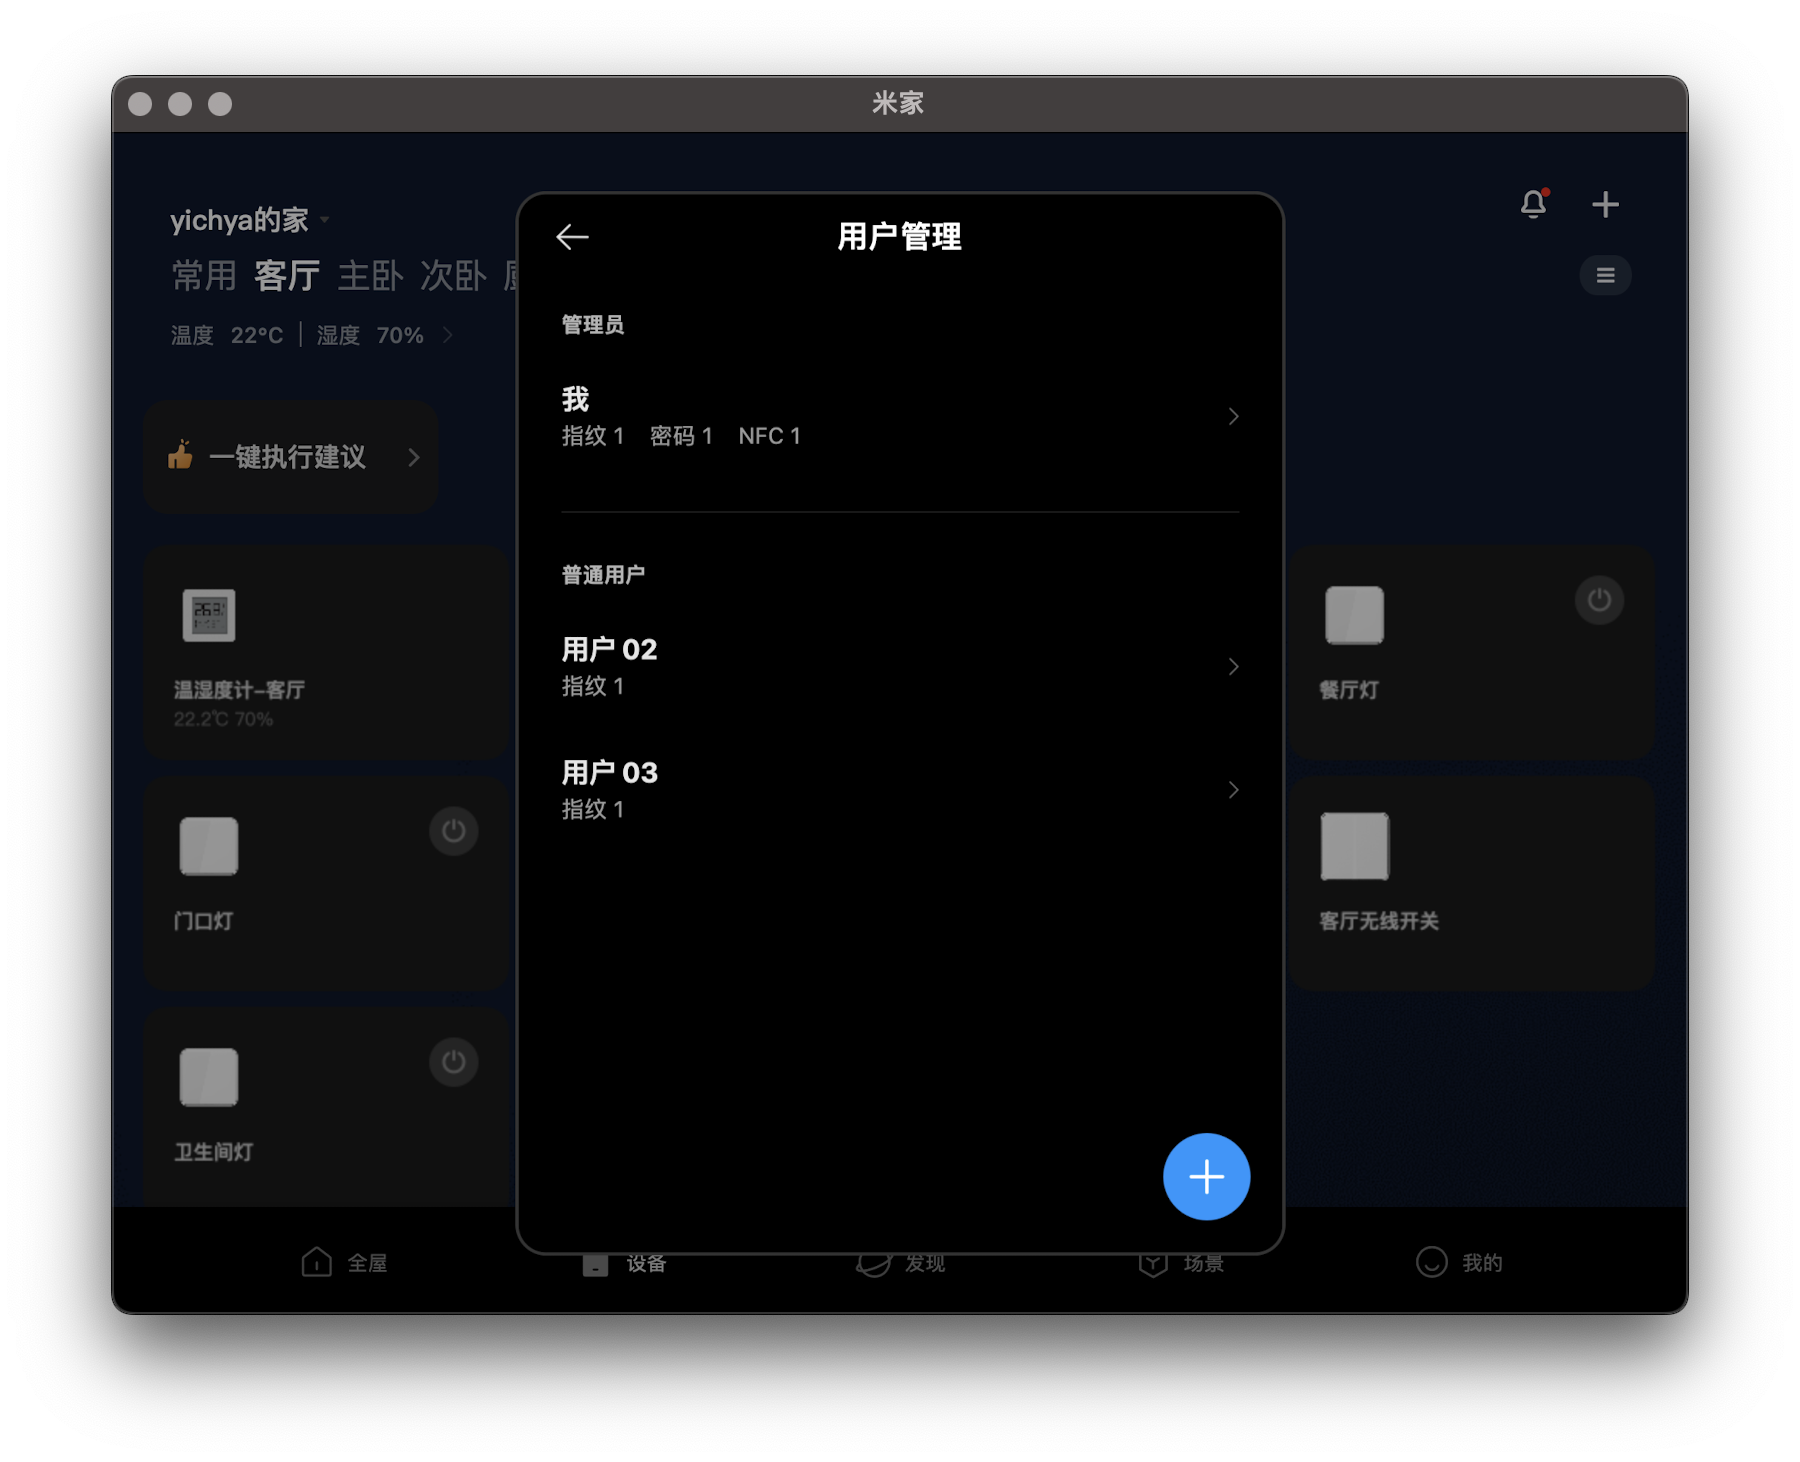 米家
yichya的家
常用 客厅 主卧 次卧
温度 22°C | 湿度 70%
一键执行建议
温湿度计-客厅
22.2℃ 70%
门口灯
卫生间灯
用户管理
管理员
我
指纹 1 密码 1 NFC 1
普通用户
用户 02
指纹 1
用户 03
指纹 1
餐厅灯
客厅无线开关
全屋 设备 发现 场景 我的